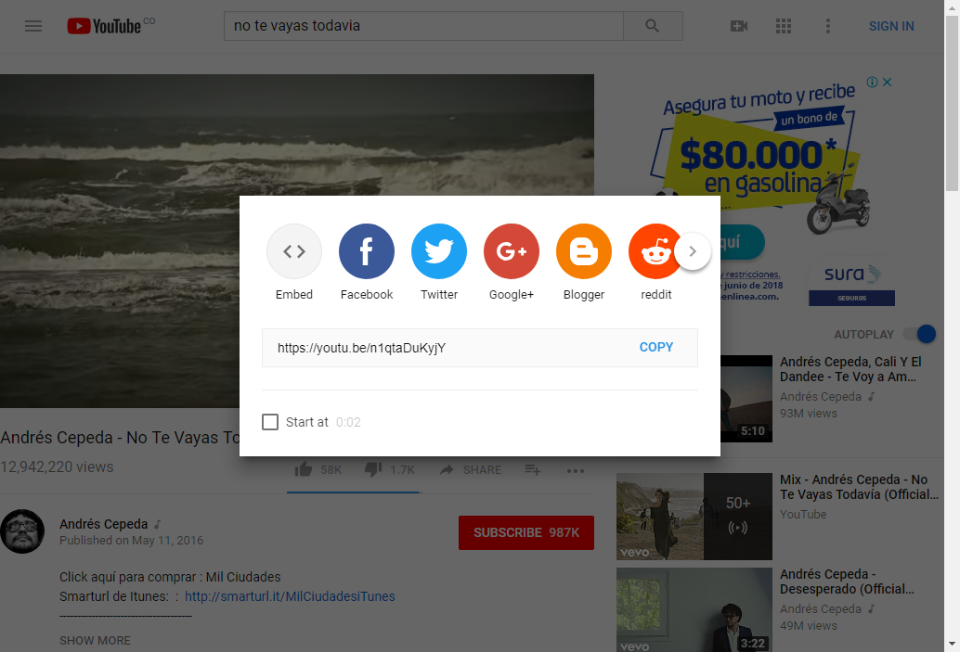 YouTube CO
no te vayas todavia
SIGN IN
Asegura tu moto y recibe
un bono de
$80.000*
en gasolina
quí
restricciones.
de junio de 2018
enlinea.com.
sura
SEGUROS
Embed
Facebook
Twitter
Google+
Blogger
reddit
https://youtu.be/n1qtaDuKyjY
COPY
Start at 0:02
AUTOPLAY
Andrés Cepeda - No Te Vayas To
12,942,220 views
58K
1.7K
SHARE
Andrés Cepeda
Published on May 11, 2016
SUBSCRIBE 987K
Click aquí para comprar : Mil Ciudades
Smarturl de Itunes: : http://smarturl.it/MilCiudadesiTunes
--------------------------------------
SHOW MORE
5:10
Andrés Cepeda, Cali Y El
Dandee - Te Voy a Am...
Andrés Cepeda
93M views
50+
vevo
Mix - Andrés Cepeda - No
Te Vayas Todavía (Official...
YouTube
vevo
3:22
Andrés Cepeda -
Desesperado (Official...
Andrés Cepeda
49M views